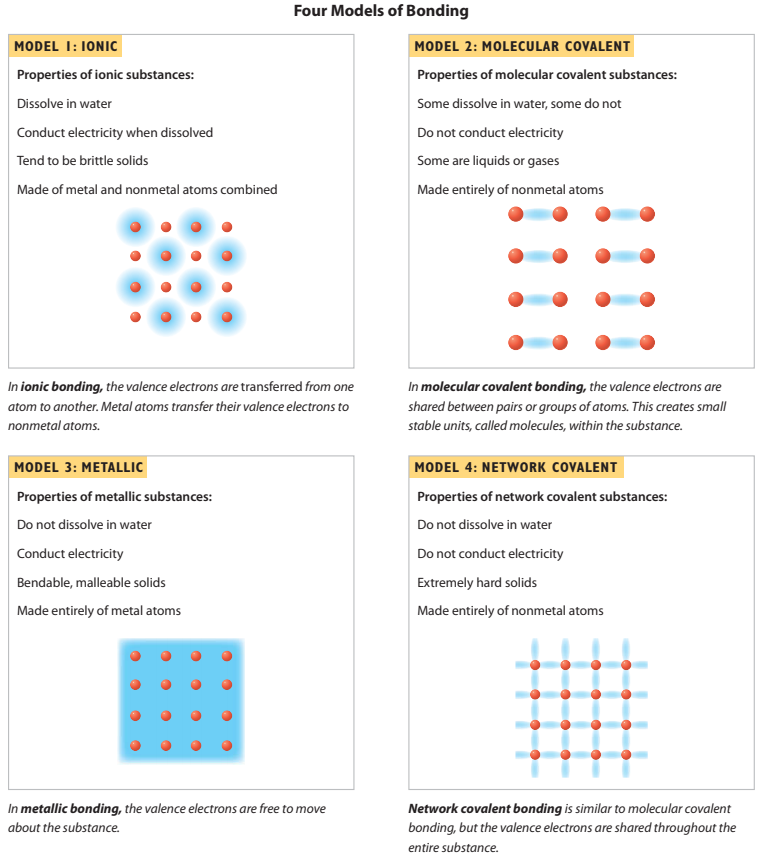 Four Models of Bonding
MODEL 1: IONIC
Properties of ionic substances:
Dissolve in water
Conduct electricity when dissolved
Tend to be brittle solids
Made of metal and nonmetal atoms combined
In ionic bonding, the valence electrons are transferred from one
atom to another. Metal atoms transfer their valence electrons to
nonmetal atoms.
MODEL 2: MOLECULAR COVALENT
Properties of molecular covalent substances:
Some dissolve in water, some do not
Do not conduct electricity
Some are liquids or gases
Made entirely of nonmetal atoms
In molecular covalent bonding, the valence electrons are
shared between pairs or groups of atoms. This creates small
stable units, called molecules, within the substance.
MODEL 3: METALLIC
Properties of metallic substances:
Do not dissolve in water
Conduct electricity
Bendable, malleable solids
Made entirely of metal atoms
In metallic bonding, the valence electrons are free to move
about the substance.
MODEL 4: NETWORK COVALENT
Properties of network covalent substances:
Do not dissolve in water
Do not conduct electricity
Extremely hard solids
Made entirely of nonmetal atoms
Network covalent bonding is similar to molecular covalent
bonding, but the valence electrons are shared throughout the
entire substance.